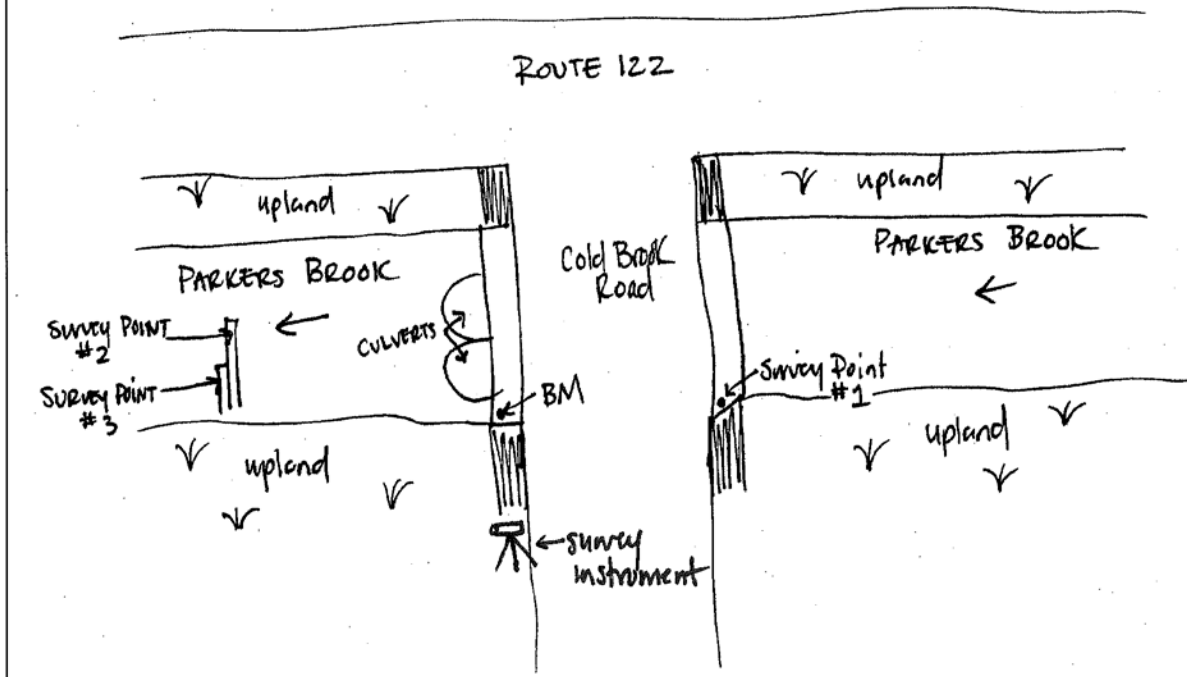 ROUTE 122
upland
upland
PARKERS BROOK
Cold Brook
Road
PARKERS BROOK
CULVERTS
Survey POINT
#2
SURVEY POINT
#3
BM
Survey Point
#1
upland
upland
survey
instrument